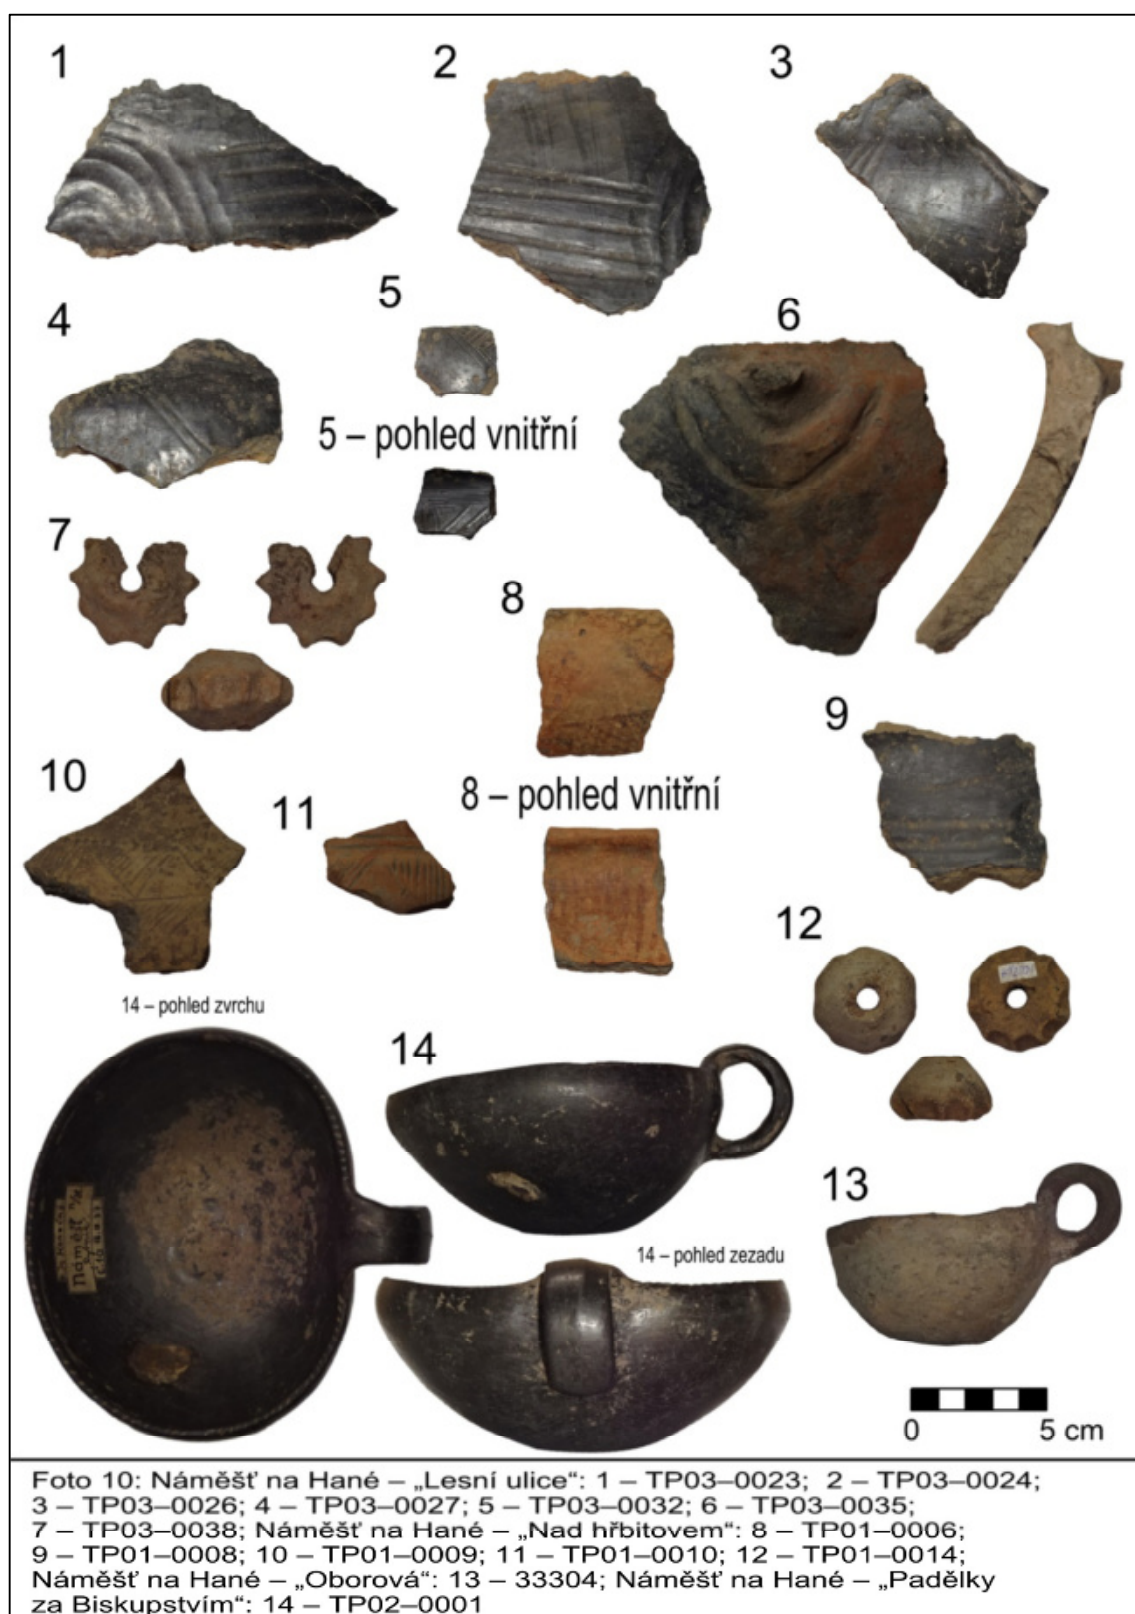 1
2
3
4
5
5 – pohled vnitřní
6
7
8
8 – pohled vnitřní
9
10
11
12
14 – pohled zvrchu
14
14 – pohled zezadu
13
Náměšť
0 5 cm
Foto 10: Náměšť na Hané – „Lesní ulice“: 1 – TP03–0023; 2 – TP03–0024;
3 – TP03–0026; 4 – TP03–0027; 5 – TP03–0032; 6 – TP03–0035;
7 – TP03–0038; Náměšť na Hané – „Nad hřbitovem“: 8 – TP01–0006;
9 – TP01–0008; 10 – TP01–0009; 11 – TP01–0010; 12 – TP01–0014;
Náměšť na Hané – „Oborová“: 13 – 33304; Náměšť na Hané – „Padělky
za Biskupstvím“: 14 – TP02–0001